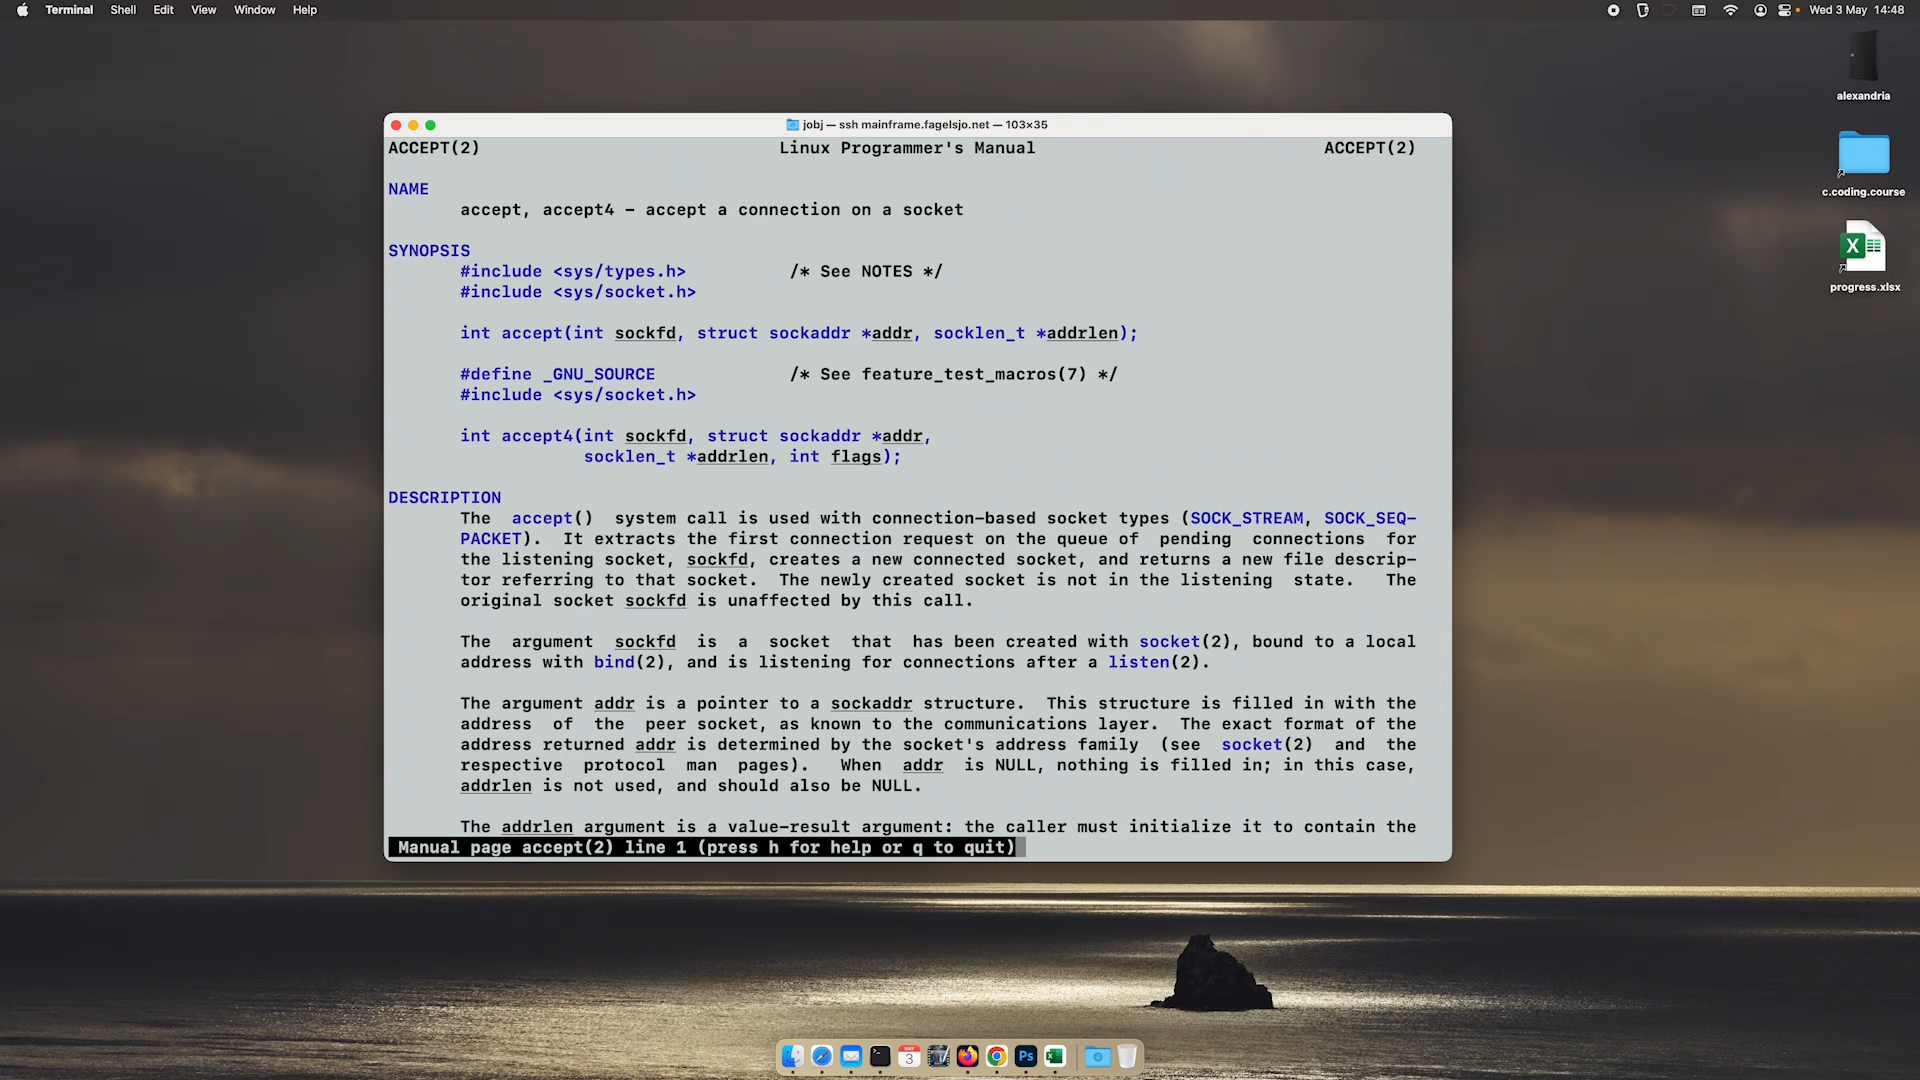 Terminal Shell Edit View Window Help
Wed 3 May 14:48
alexandria
c.coding.course
progress.xlsx
jobj — ssh mainframe.fagelsjo.net — 103×35
ACCEPT(2) Linux Programmer's Manual ACCEPT(2)
NAME
accept, accept4 – accept a connection on a socket
SYNOPSIS
#include <sys/types.h> /* See NOTES */
#include <sys/socket.h>
int accept(int sockfd, struct sockaddr *addr, socklen_t *addrlen);
#define _GNU_SOURCE /* See feature_test_macros(7) */
#include <sys/socket.h>
int accept4(int sockfd, struct sockaddr *addr,
socklen_t *addrlen, int flags);
DESCRIPTION
The accept() system call is used with connection–based socket types (SOCK_STREAM, SOCK_SEQ–
PACKET). It extracts the first connection request on the queue of pending connections for
the listening socket, sockfd, creates a new connected socket, and returns a new file descrip–
tor referring to that socket. The newly created socket is not in the listening state. The
original socket sockfd is unaffected by this call.
The argument sockfd is a socket that has been created with socket(2), bound to a local
address with bind(2), and is listening for connections after a listen(2).
The argument addr is a pointer to a sockaddr structure. This structure is filled in with the
address of the peer socket, as known to the communications layer. The exact format of the
address returned addr is determined by the socket's address family (see socket(2) and the
respective protocol man pages). When addr is NULL, nothing is filled in; in this case,
addrlen is not used, and should also be NULL.
The addrlen argument is a value–result argument: the caller must initialize it to contain the
Manual page accept(2) line 1 (press h for help or q to quit)
MAY
3
Ps